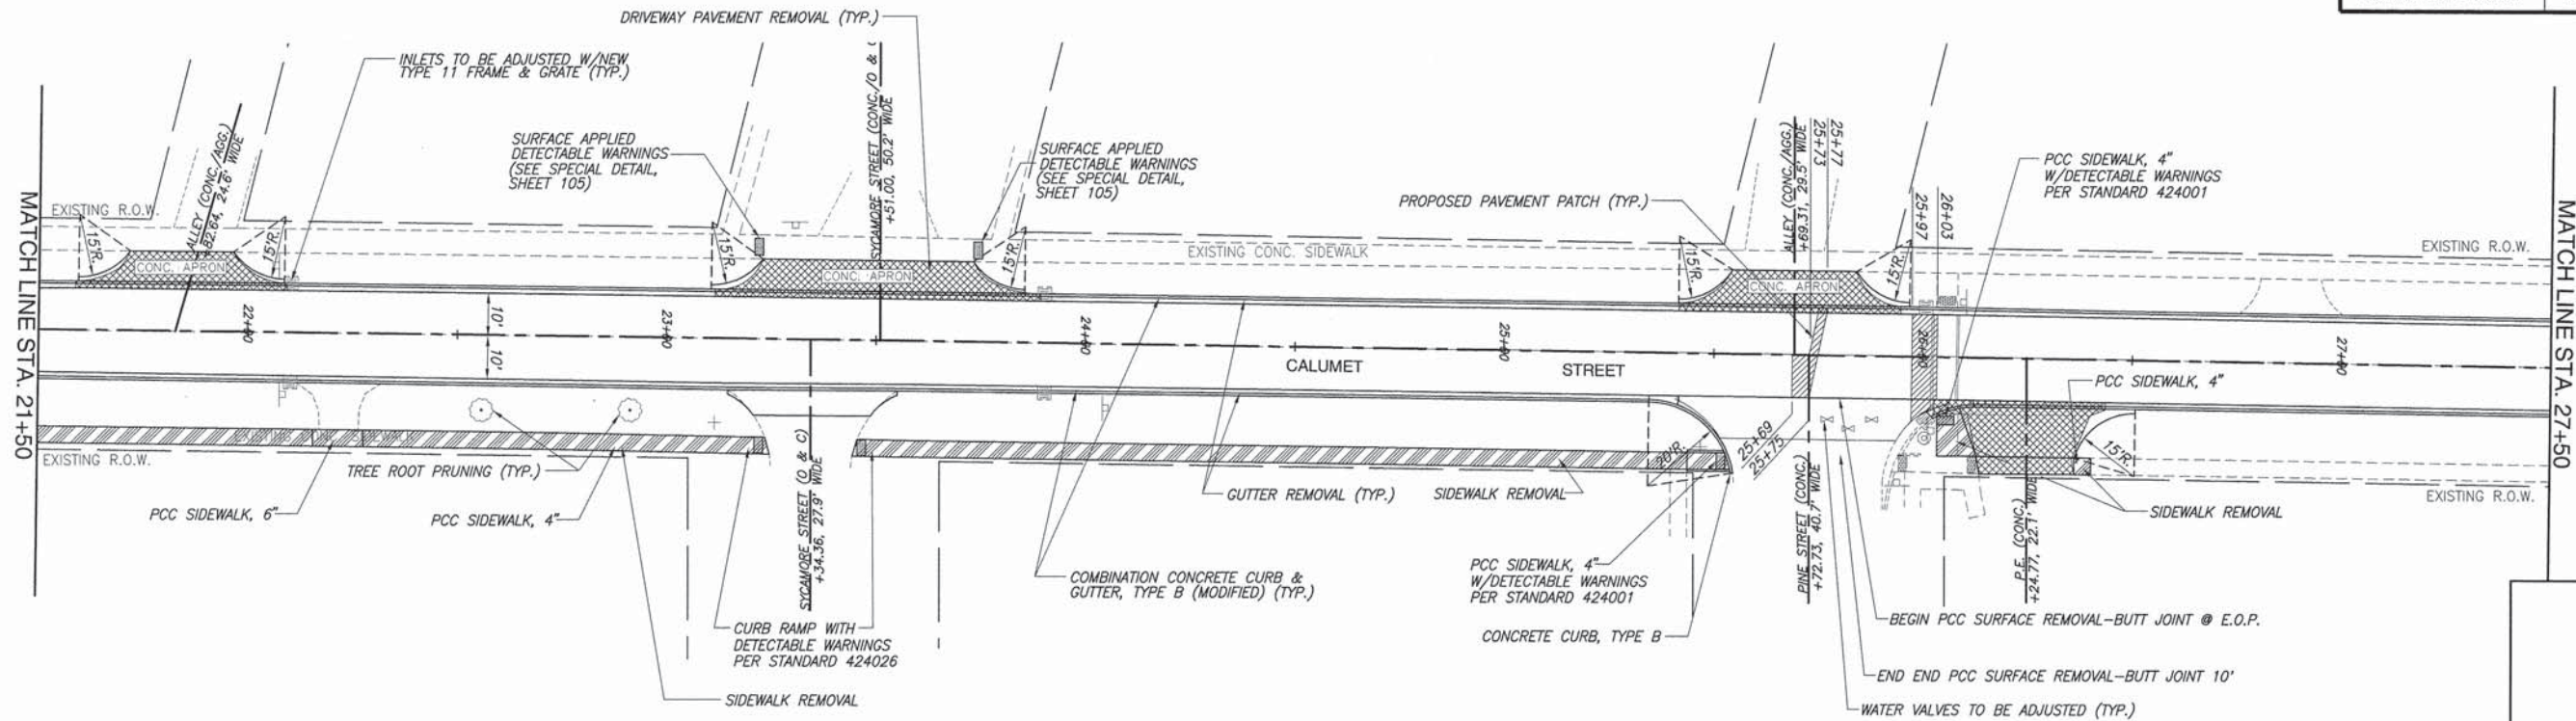 DRIVEWAY PAVEMENT REMOVAL (TYP.)
INLETS TO BE ADJUSTED W/NEW
TYPE 11 FRAME & GRATE (TYP.)
SURFACE APPLIED
DETECTABLE WARNINGS
(SEE SPECIAL DETAIL,
SHEET 105)
SYCAMORE STREET (CONC./O &
+51.00, 50.2' WIDE
SURFACE APPLIED
DETECTABLE WARNINGS
(SEE SPECIAL DETAIL,
SHEET 105)
ALLEY (CONC./AGG.)
+82.64, 24.6' WIDE
PROPOSED PAVEMENT PATCH (TYP.)
ALLEY (CONC./AGG.)
+69.31, 29.5' WIDE
25+73
25+77
PCC SIDEWALK, 4"
W/DETECTABLE WARNINGS
PER STANDARD 424001
25+97
26+03
MATCH LINE STA. 21+50
EXISTING R.O.W.
15'R.
15'R.
CONC. APRON
15'R.
15'R.
CONC. APRON
EXISTING CONC. SIDEWALK
15'R.
15'R.
CONC. APRON
EXISTING R.O.W.
MATCH LINE STA. 27+50
22+00
10'
10'
23+00
24+00
25+00
26+00
27+00
CALUMET
STREET
PCC SIDEWALK, 4"
EXISTING CONC. SIDEWALK
EXISTING R.O.W.
TREE ROOT PRUNING (TYP.)
PCC SIDEWALK, 6"
PCC SIDEWALK, 4"
SYCAMORE STREET (O & C)
+34.36, 27.9' WIDE
GUTTER REMOVAL (TYP.)
SIDEWALK REMOVAL
20'R.
25+69
25+75
PINE STREET (CONC.)
+72.73, 40.7' WIDE
15'R.
P.E. (CONC.)
+24.77, 22.1' WIDE
EXISTING R.O.W.
SIDEWALK REMOVAL
COMBINATION CONCRETE CURB &
GUTTER, TYPE B (MODIFIED) (TYP.)
PCC SIDEWALK, 4"
W/DETECTABLE WARNINGS
PER STANDARD 424001
CONCRETE CURB, TYPE B
CURB RAMP WITH
DETECTABLE WARNINGS
PER STANDARD 424026
SIDEWALK REMOVAL
BEGIN PCC SURFACE REMOVAL-BUTT JOINT @ E.O.P.
END END PCC SURFACE REMOVAL-BUTT JOINT 10'
WATER VALVES TO BE ADJUSTED (TYP.)